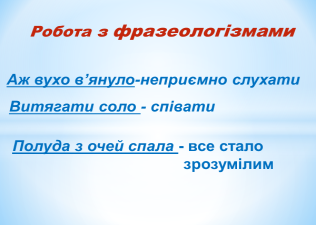 Робота з фразеологізмами
Аж вухо в’януло-неприємно слухати
Витягати соло - співати
Полуда з очей спала - все стало
зрозумілим